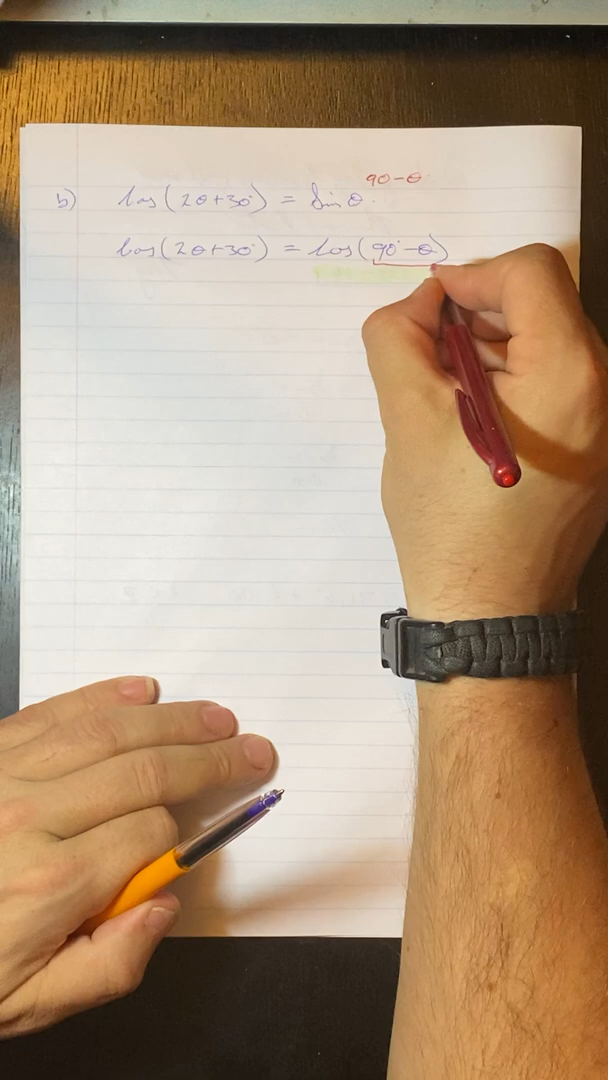 90-θ
b) Cos(2θ+30°) = Sin θ.
Cos(2θ+30°) = Cos(90°-θ)